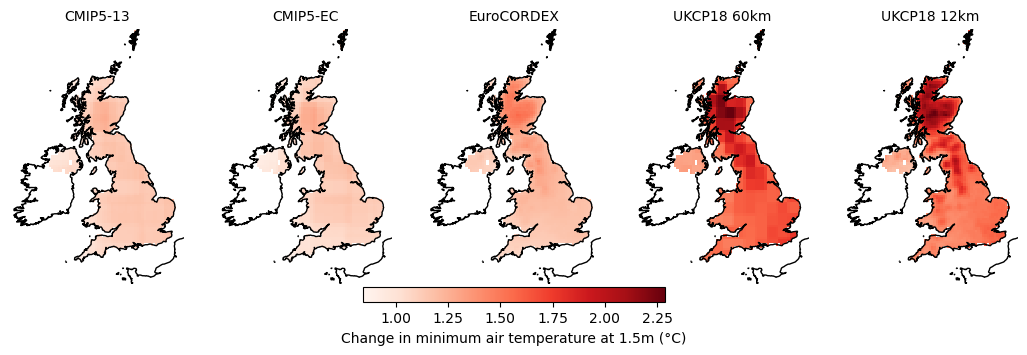 CMIP5-13 CMIP5-EC EuroCORDEX UKCP18 60km UKCP18 12km
1.00 1.25 1.50 1.75 2.00 2.25
Change in minimum air temperature at 1.5m (°C)